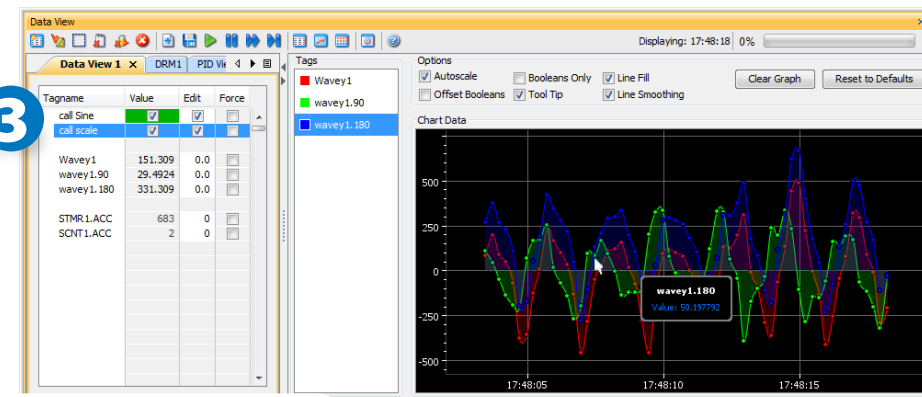 Data View
Displaying: 17:48:18 0%
3
Data View 1 DRM1 PID Vie
Tagname Value Edit Force
call Sine
call scale
Wavey1 151.309 0.0
wavey1.90 29.4924 0.0
wavey1.180 331.309 0.0
STMR1.ACC 683 0
SCNT1.ACC 2 0
Tags
Wavey1
wavey1.90
wavey1.180
Options
Autoscale Booleans Only Line Fill
Offset Booleans Tool Tip Line Smoothing
Clear Graph Reset to Defaults
Chart Data
500
250
0
-250
-500
wavey1.180
Value: 50.197792
17:48:05 17:48:10 17:48:15